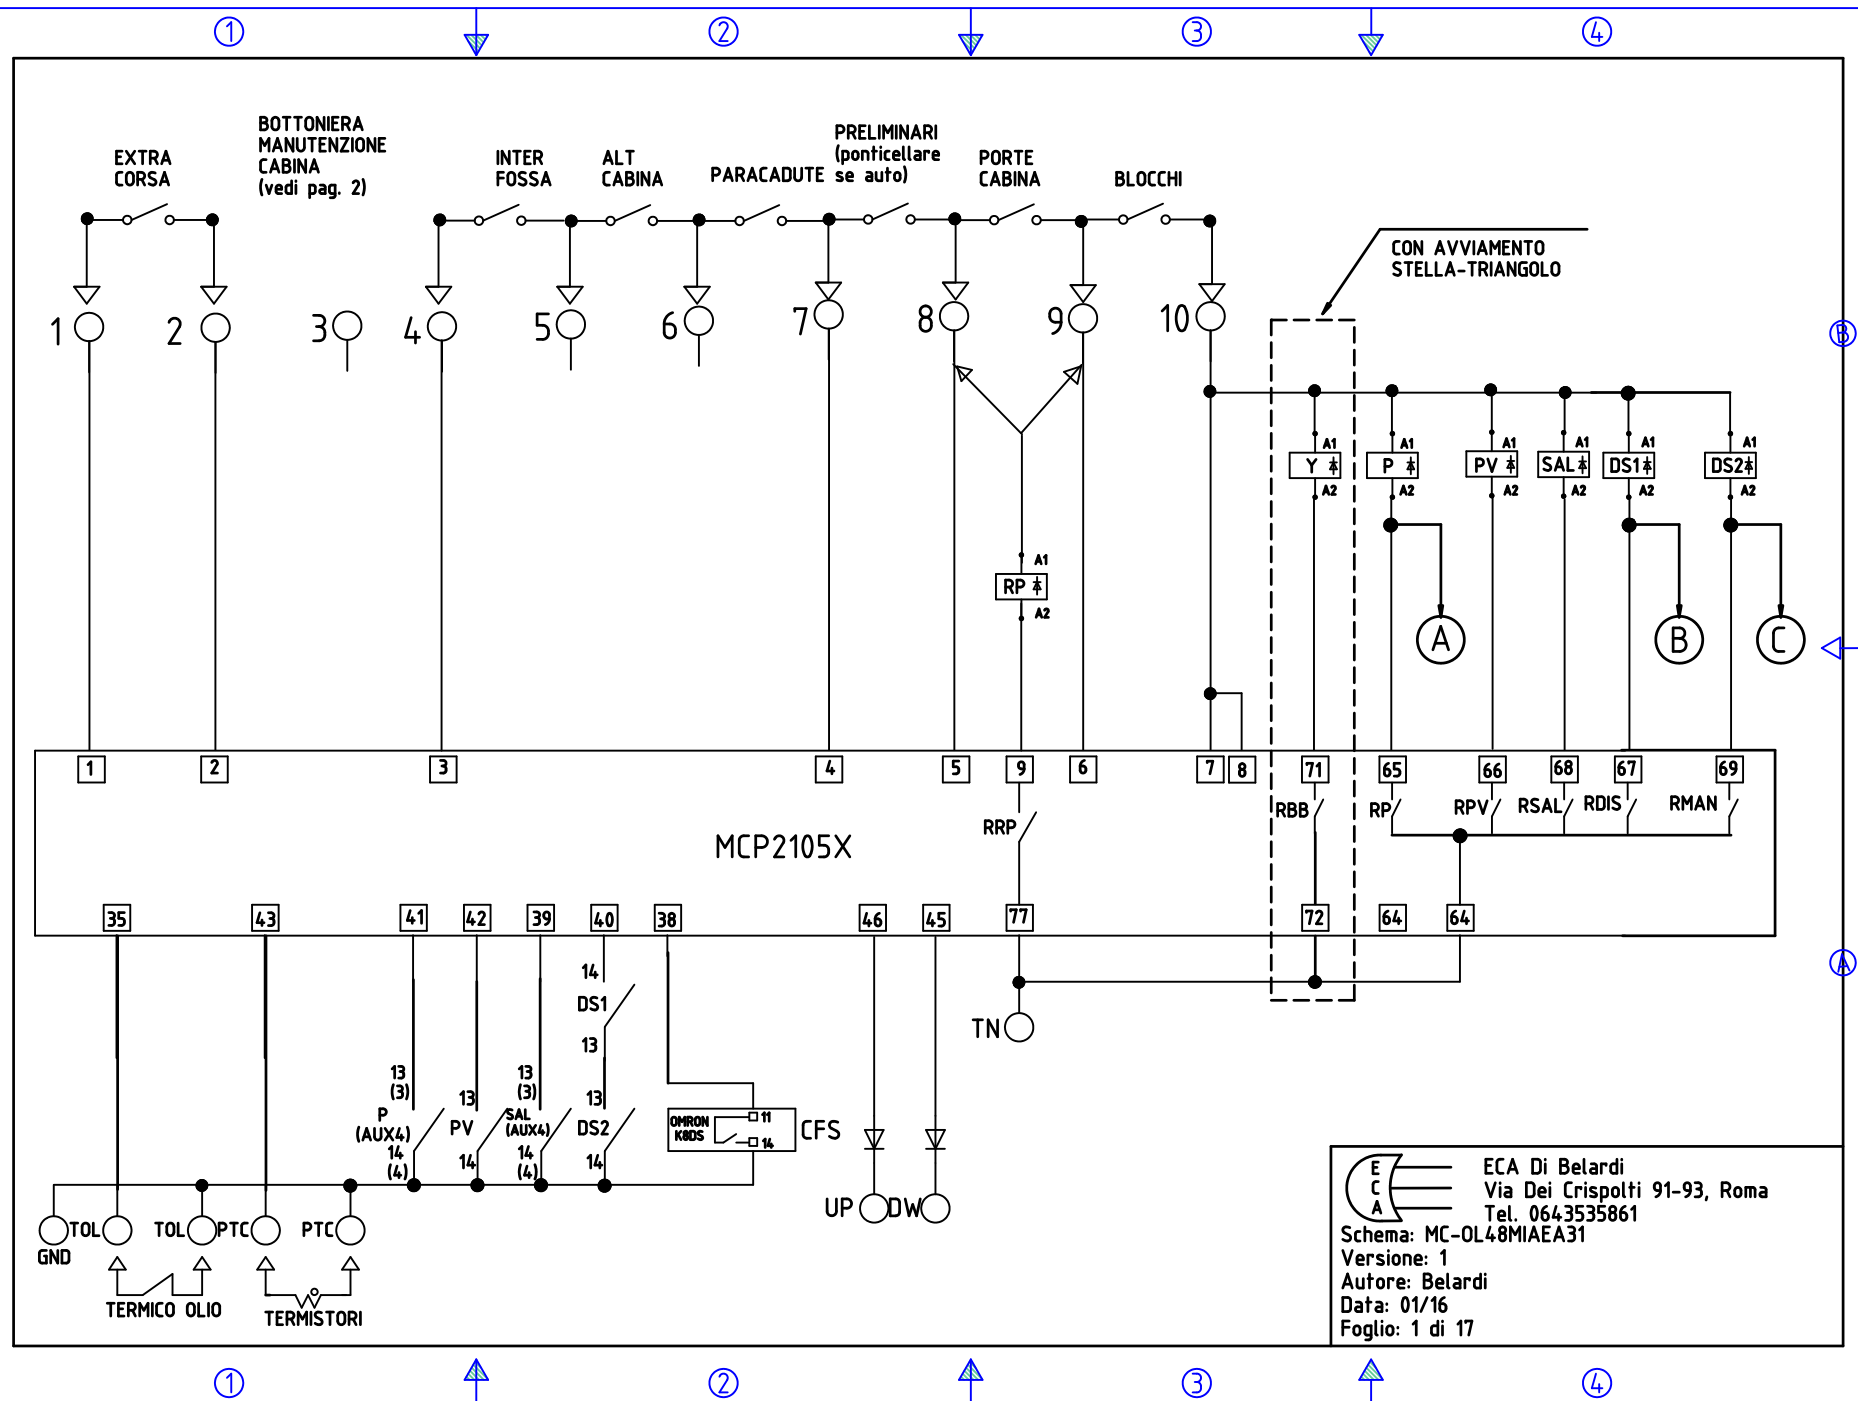 1 2 3 4
EXTRA
CORSA
BOTTONIERA
MANUTENZIONE
CABINA
(vedi pag. 2)
INTER
FOSSA
ALT
CABINA
PARACADUTE
PRELIMINARI
(ponticellare
se auto)
PORTE
CABINA
BLOCCHI
CON AVVIAMENTO
STELLA-TRIANGOLO
1 2 3 4 5 6 7 8 9 10
B
A1 A1 A1 A1 A1 A1
Y P PV SAL DS1 DS2
A2 A2 A2 A2 A2 A2
A1
RP
A2
A B C
1 2 3 4 5 9 6 7 8 71 65 66 68 67 69
RRP RBB RP RPV RSAL RDIS RMAN
MCP2105X
35 43 41 42 39 40 38 46 45 77 72 64 64
A
14
DS1
13
TN
13
(3)
P
(AUX4)
14
(4)
13
PV
14
13
(3)
SAL
(AUX4)
14
(4)
13
DS2
14
OMRON
K8DS
11
14
CFS
UP DW
GND
TOL TOL PTC PTC
TERMICO OLIO
TERMISTORI
E
C
A
ECA Di Belardi
Via Dei Crispolti 91-93, Roma
Tel. 0643535861
Schema: MC-OL48MIAEA31
Versione: 1
Autore: Belardi
Data: 01/16
Foglio: 1 di 17
1 2 3 4